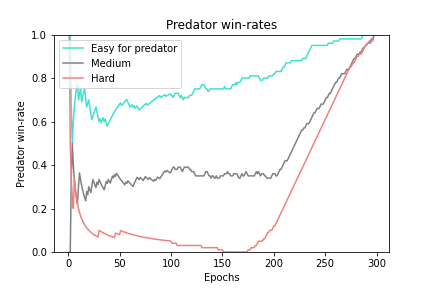 Predator win-rates
Predator win-rate
1.0
0.8
0.6
0.4
0.2
0.0
Easy for predator
Medium
Hard
0
50
100
150
200
250
300
Epochs